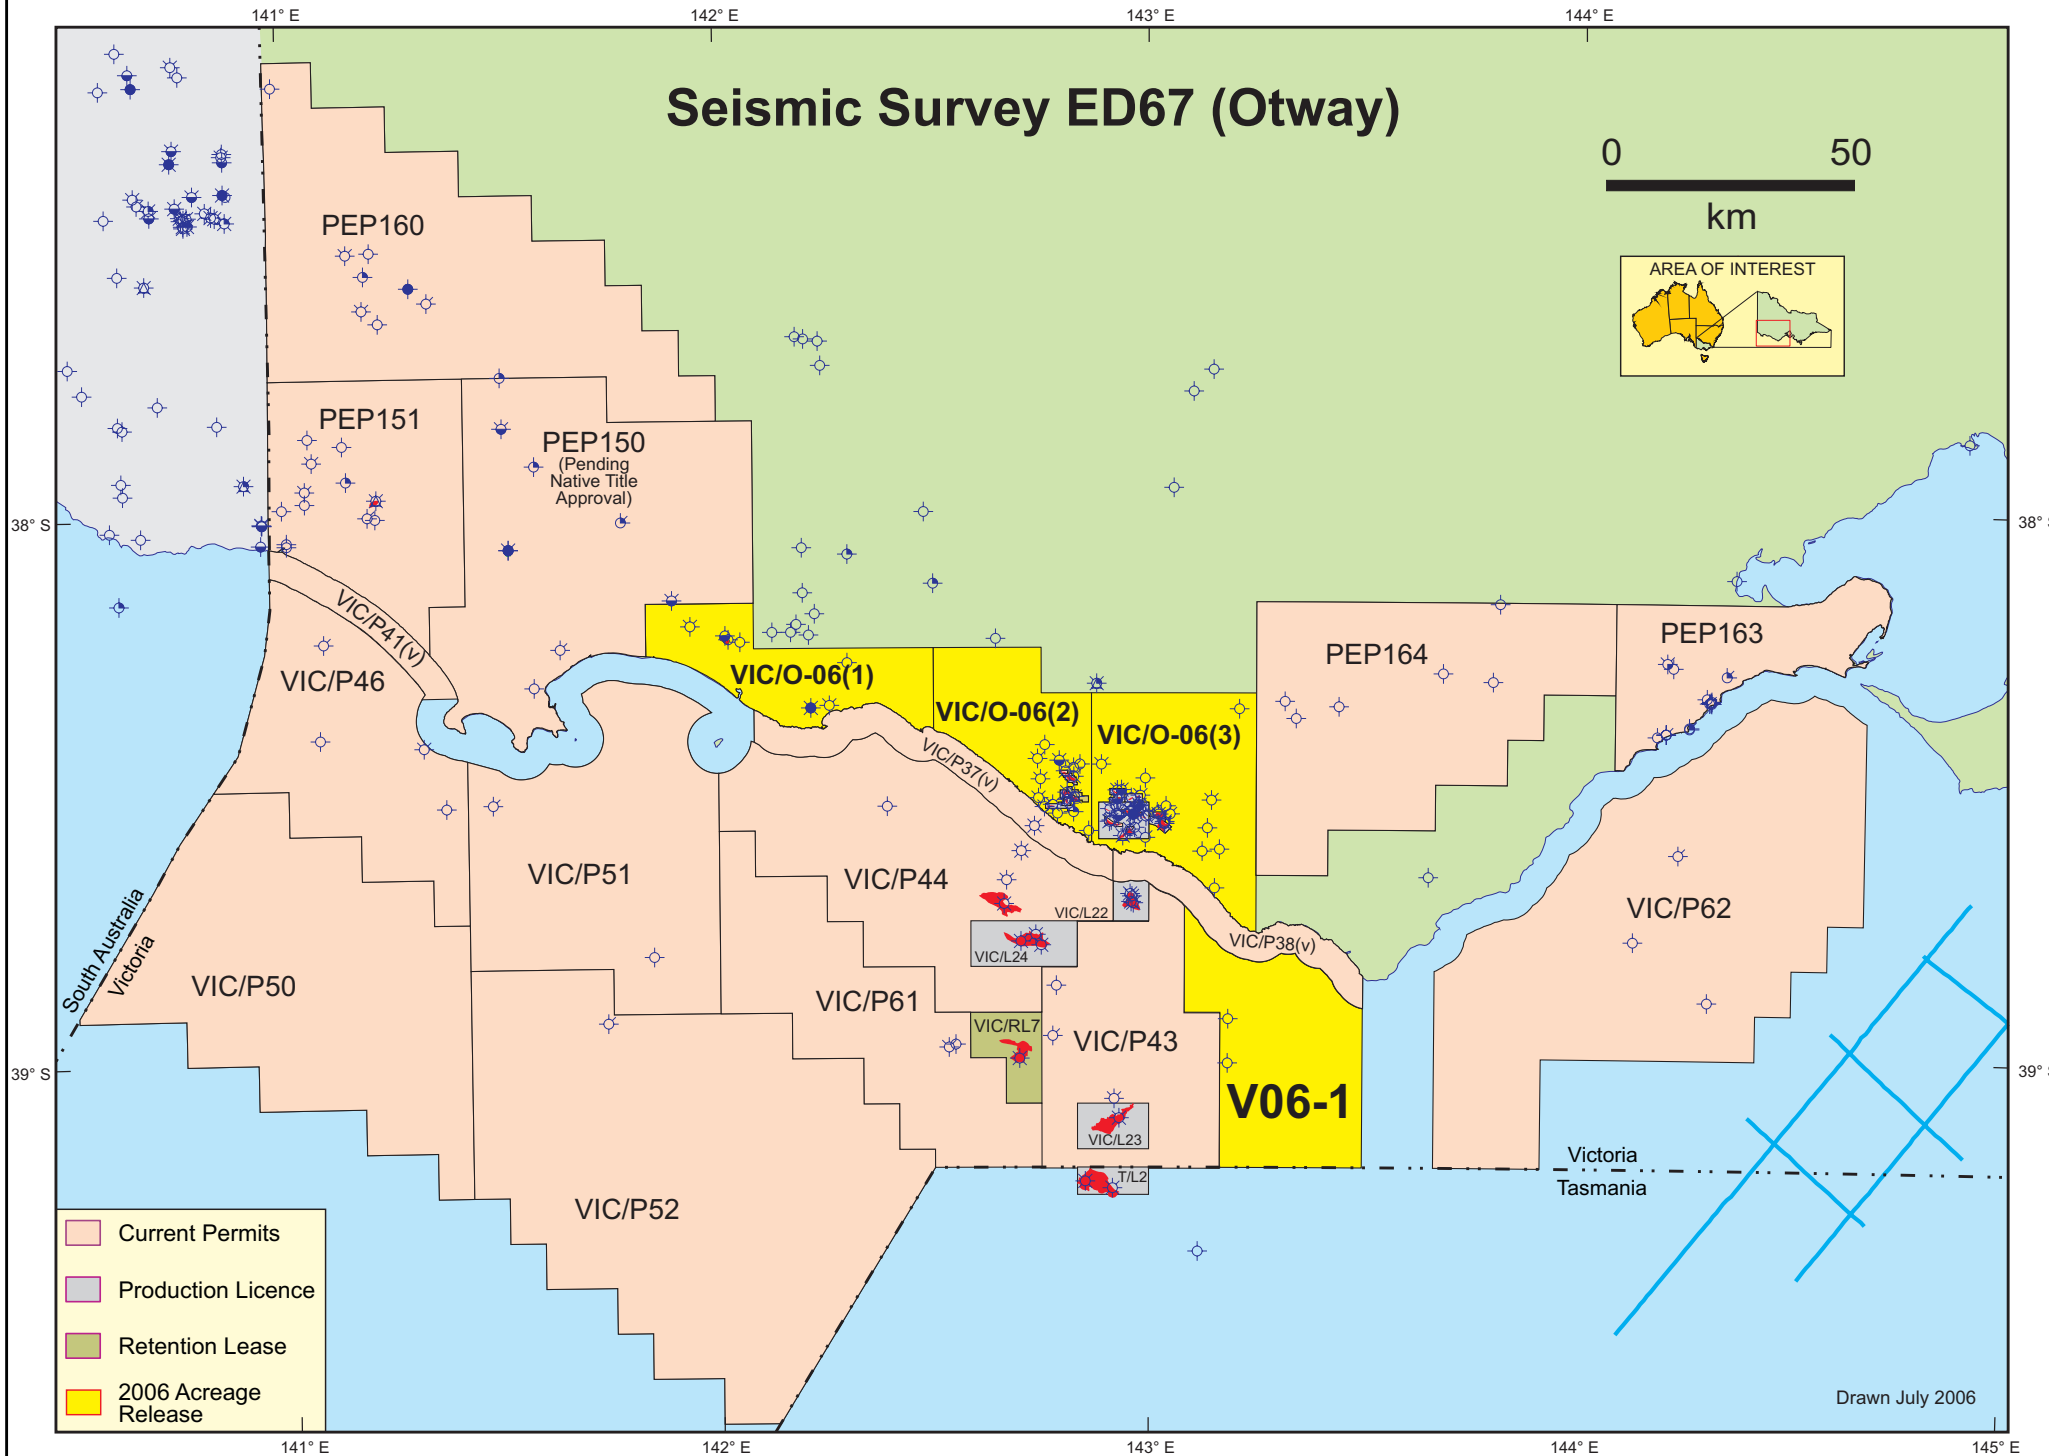 141° E
142° E
143° E
144° E
Seismic Survey ED67 (Otway)
0
50
km
AREA OF INTEREST
PEP160
PEP151
PEP150
(Pending
Native Title
Approval)
38° S
38° S
VIC/P41(v)
VIC/P46
VIC/O-06(1)
VIC/O-06(2)
VIC/O-06(3)
VIC/P37(v)
PEP164
PEP163
VIC/P51
VIC/P44
VIC/L22
VIC/L24
VIC/P38(v)
VIC/P62
South Australia
Victoria
VIC/P50
VIC/P61
VIC/RL7
VIC/P43
39° S
39° S
V06-1
VIC/L23
T/L2
Victoria
Tasmania
VIC/P52
Current Permits
Production Licence
Retention Lease
2006 Acreage
Release
Drawn July 2006
141° E
142° E
143° E
144° E
145° E